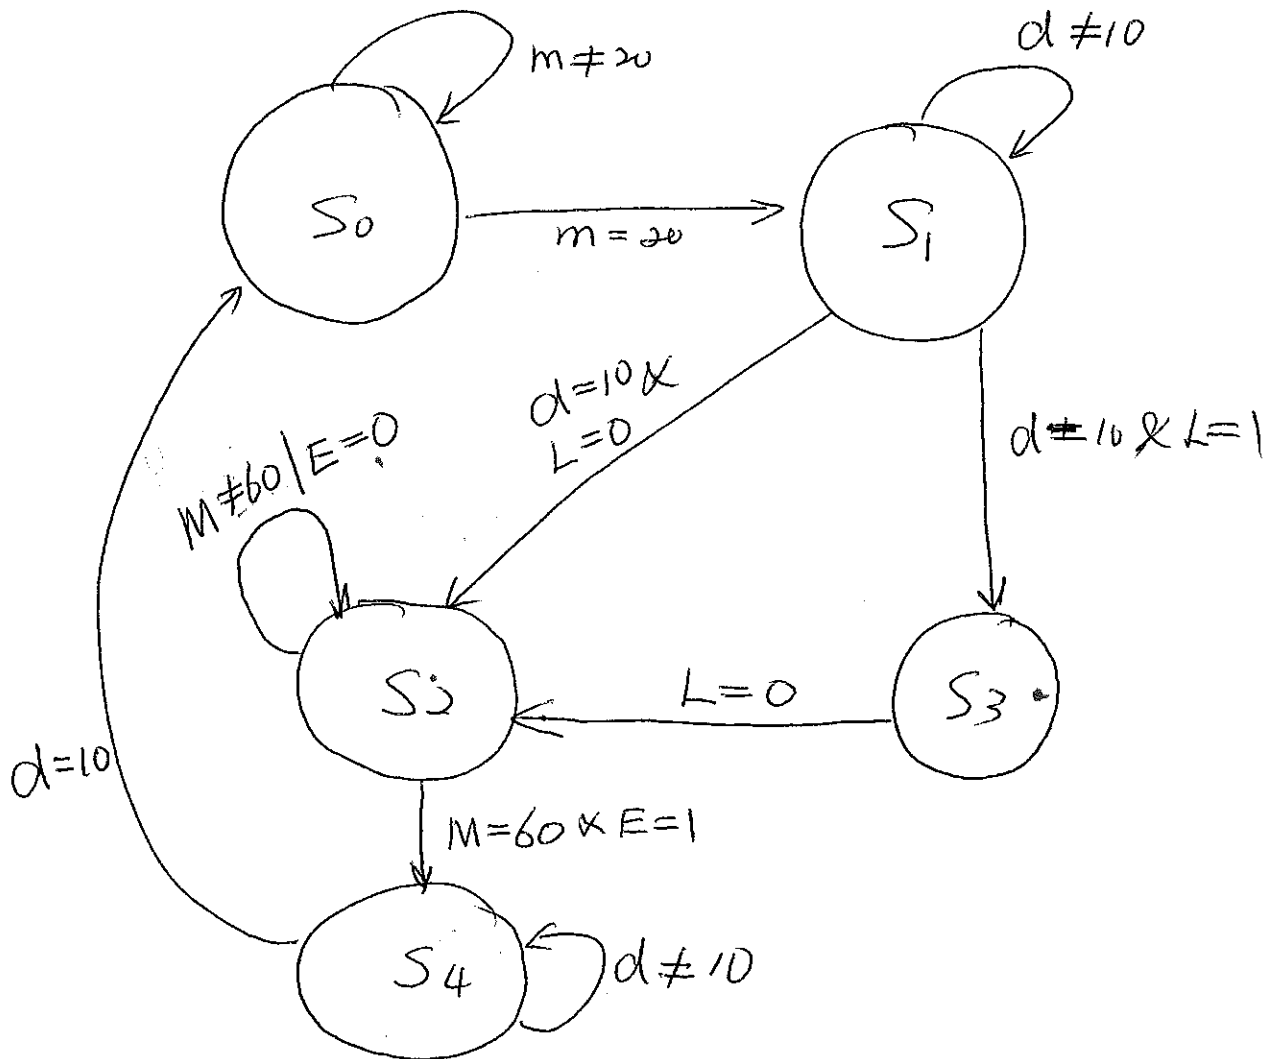 d ≠ 10
m ≠ 20
S0
S1
m = 20
d = 10 &
L = 0
d = 10 & L = 1
M ≠ 60 | E = 0
S2
L = 0
S3
d = 10
M = 60 & E = 1
S4
d ≠ 10